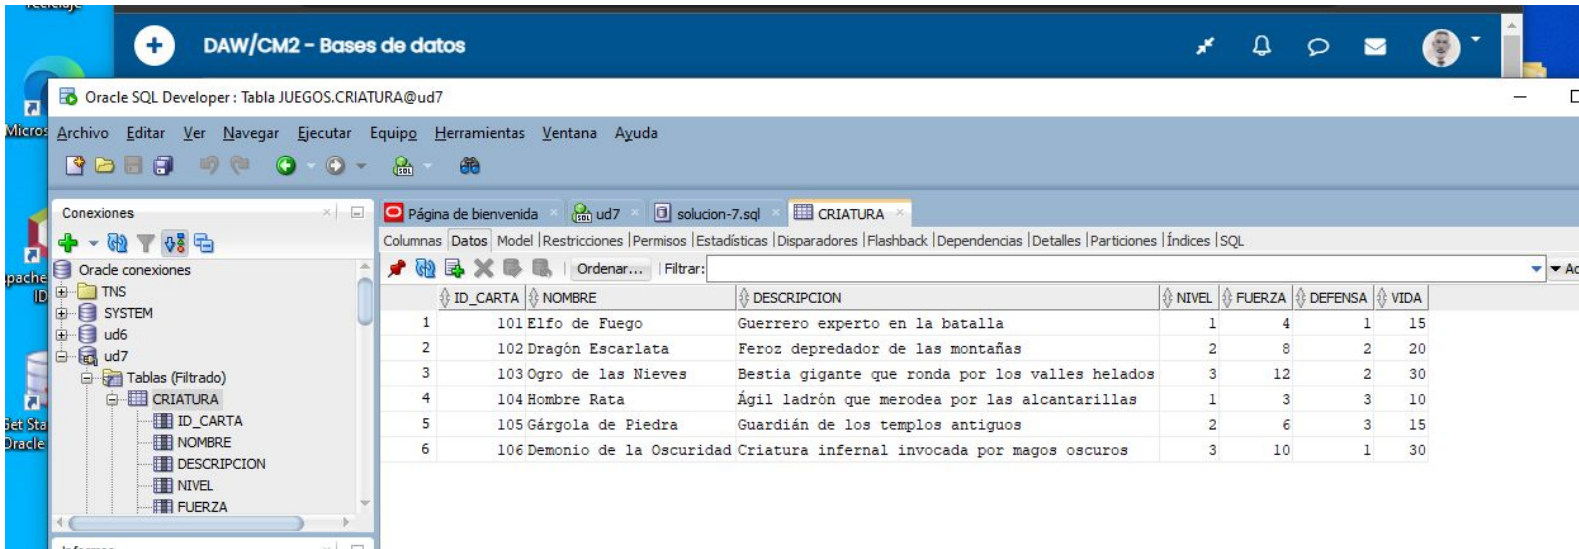 DAW/CM2 - Bases de datos
Oracle SQL Developer : Tabla JUEGOS.CRIATURA@ud7
Archivo Editar Ver Navegar Ejecutar Equipo Herramientas Ventana Ayuda
Conexiones
Página de bienvenida ud7 solucion-7.sql CRIATURA
Columnas Datos Model Restricciones Permisos Estadísticas Disparadores Flashback Dependencias Detalles Particiones Índices SQL
Ordenar... Filtrar:
Oracle conexiones
TNS
SYSTEM
ud6
ud7
Tablas (Filtrado)
CRIATURA
ID_CARTA
NOMBRE
DESCRIPCION
NIVEL
FUERZA
ID_CARTA NOMBRE DESCRIPCION NIVEL FUERZA DEFENSA VIDA
1 101 Elfo de Fuego Guerrero experto en la batalla 1 4 1 15
2 102 Dragón Escarlata Feroz depredador de las montañas 2 8 2 20
3 103 Ogro de las Nieves Bestia gigante que ronda por los valles helados 3 12 2 30
4 104 Hombre Rata Ágil ladrón que merodea por las alcantarillas 1 3 3 10
5 105 Gárgola de Piedra Guardián de los templos antiguos 2 6 3 15
6 106 Demonio de la Oscuridad Criatura infernal invocada por magos oscuros 3 10 1 30